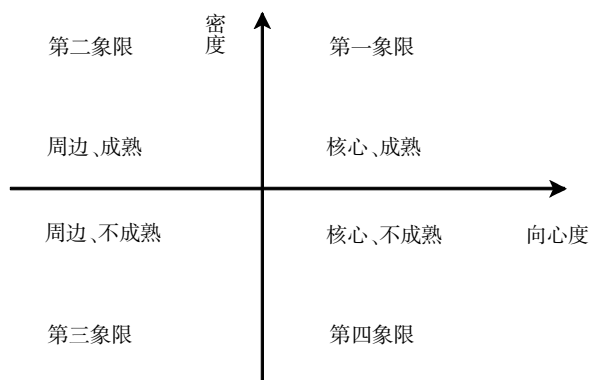 密度
第二象限
第一象限
周边、成熟
核心、成熟
周边、不成熟
核心、不成熟
向心度
第三象限
第四象限